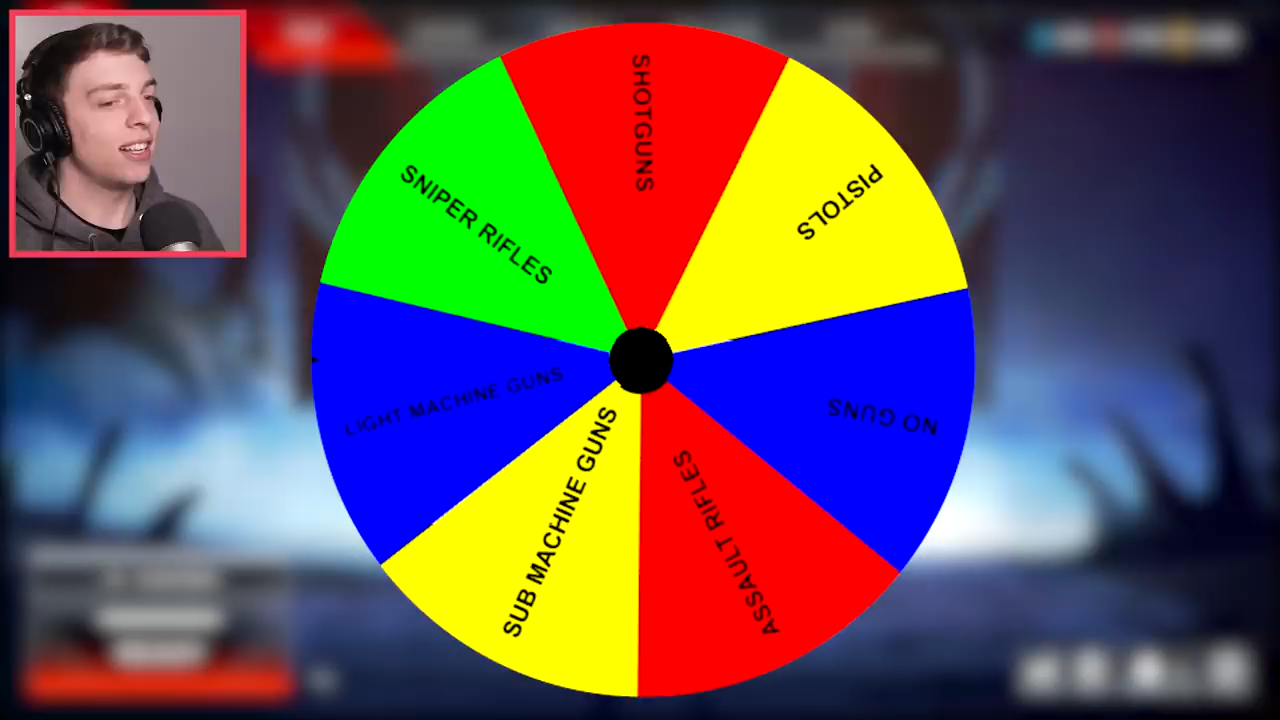 SHOTGUNS
PISTOLS
SNIPER RIFLES
LIGHT MACHINE GUNS
NO GUNS
SUB MACHINE GUNS
ASSAULT RIFLES